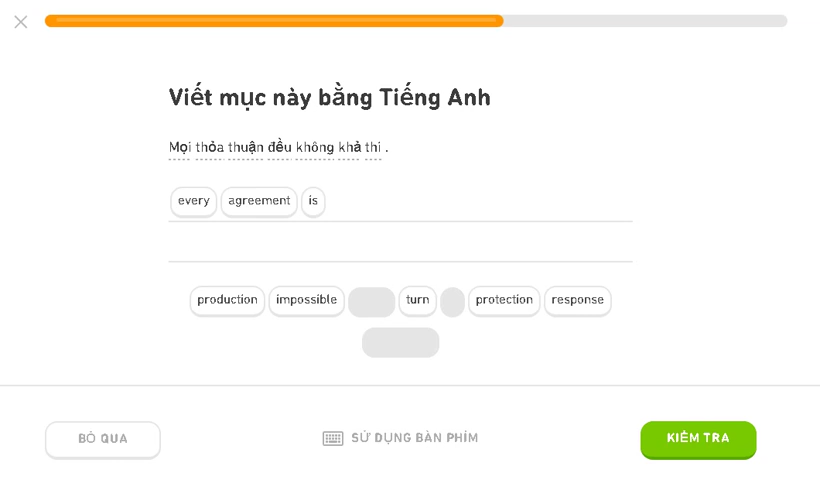 Viết mục này bằng Tiếng Anh
Mọi thỏa thuận đều không khả thi .
every agreement is
production impossible turn protection response
BỎ QUA SỬ DỤNG BÀN PHÍM KIỂM TRA